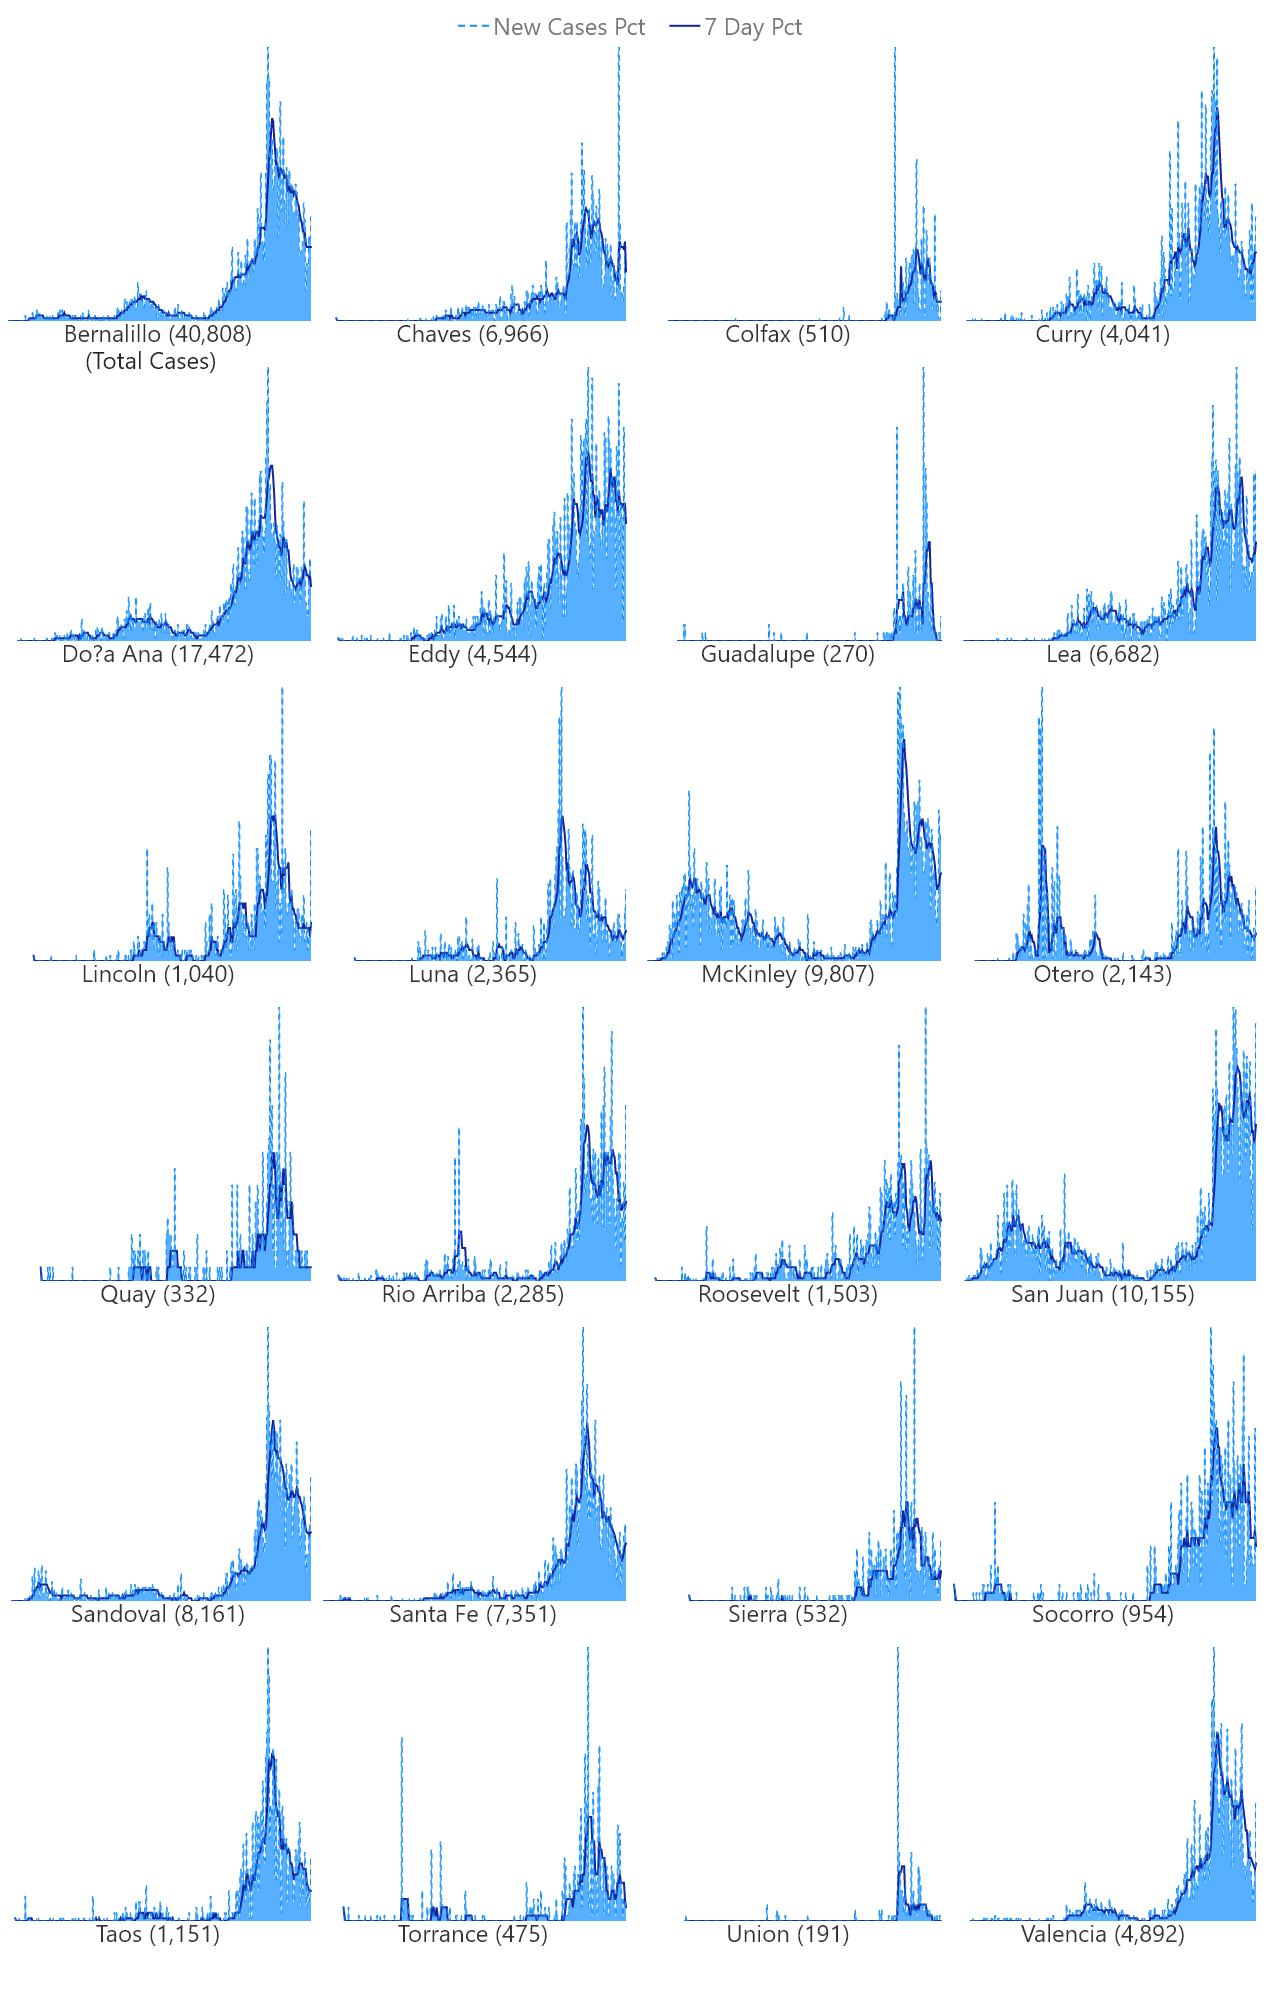 New Cases Pct 7 Day Pct
Bernalillo (40,808) Chaves (6,966) Colfax (510) Curry (4,041)
(Total Cases)
Do?a Ana (17,472) Eddy (4,544) Guadalupe (270) Lea (6,682)
Lincoln (1,040) Luna (2,365) McKinley (9,807) Otero (2,143)
Quay (332) Rio Arriba (2,285) Roosevelt (1,503) San Juan (10,155)
Sandoval (8,161) Santa Fe (7,351) Sierra (532) Socorro (954)
Taos (1,151) Torrance (475) Union (191) Valencia (4,892)